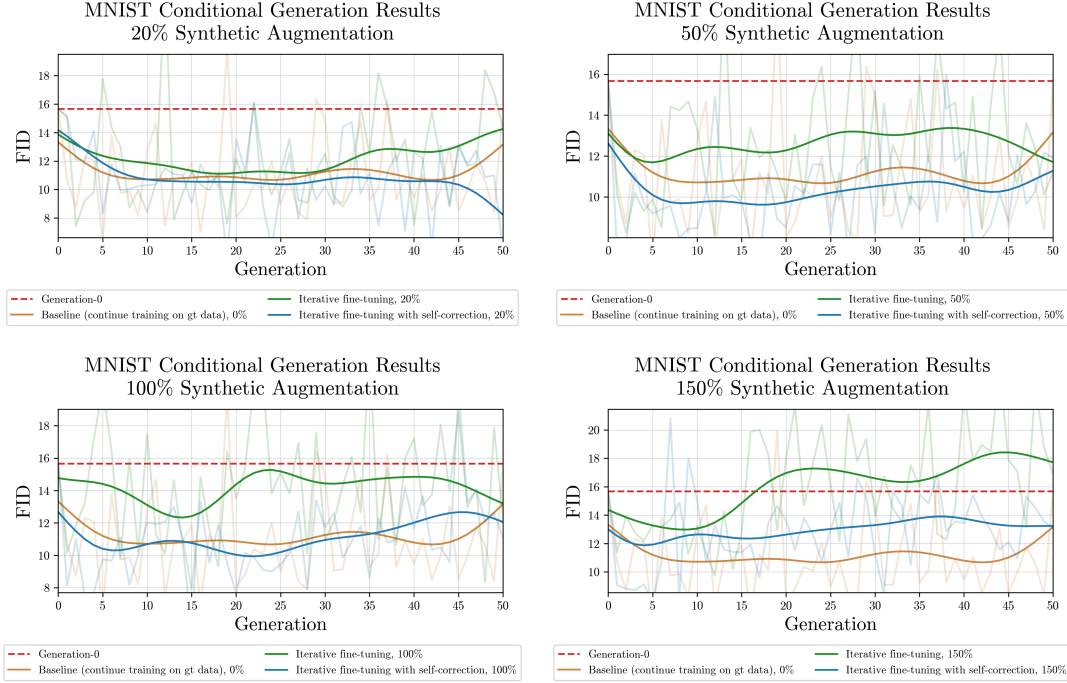 MNIST Conditional Generation Results
20% Synthetic Augmentation
FID
18
16
14
12
10
8
0 5 10 15 20 25 30 35 40 45 50
Generation
Generation-0
Baseline (continue training on gt data), 0%
Iterative fine-tuning, 20%
Iterative fine-tuning with self-correction, 20%
MNIST Conditional Generation Results
50% Synthetic Augmentation
FID
16
14
12
10
0 5 10 15 20 25 30 35 40 45 50
Generation
Generation-0
Baseline (continue training on gt data), 0%
Iterative fine-tuning, 50%
Iterative fine-tuning with self-correction, 50%
MNIST Conditional Generation Results
100% Synthetic Augmentation
FID
18
16
14
12
10
8
0 5 10 15 20 25 30 35 40 45 50
Generation
Generation-0
Baseline (continue training on gt data), 0%
Iterative fine-tuning, 100%
Iterative fine-tuning with self-correction, 100%
MNIST Conditional Generation Results
150% Synthetic Augmentation
FID
20
18
16
14
12
10
0 5 10 15 20 25 30 35 40 45 50
Generation
Generation-0
Baseline (continue training on gt data), 0%
Iterative fine-tuning, 150%
Iterative fine-tuning with self-correction, 150%